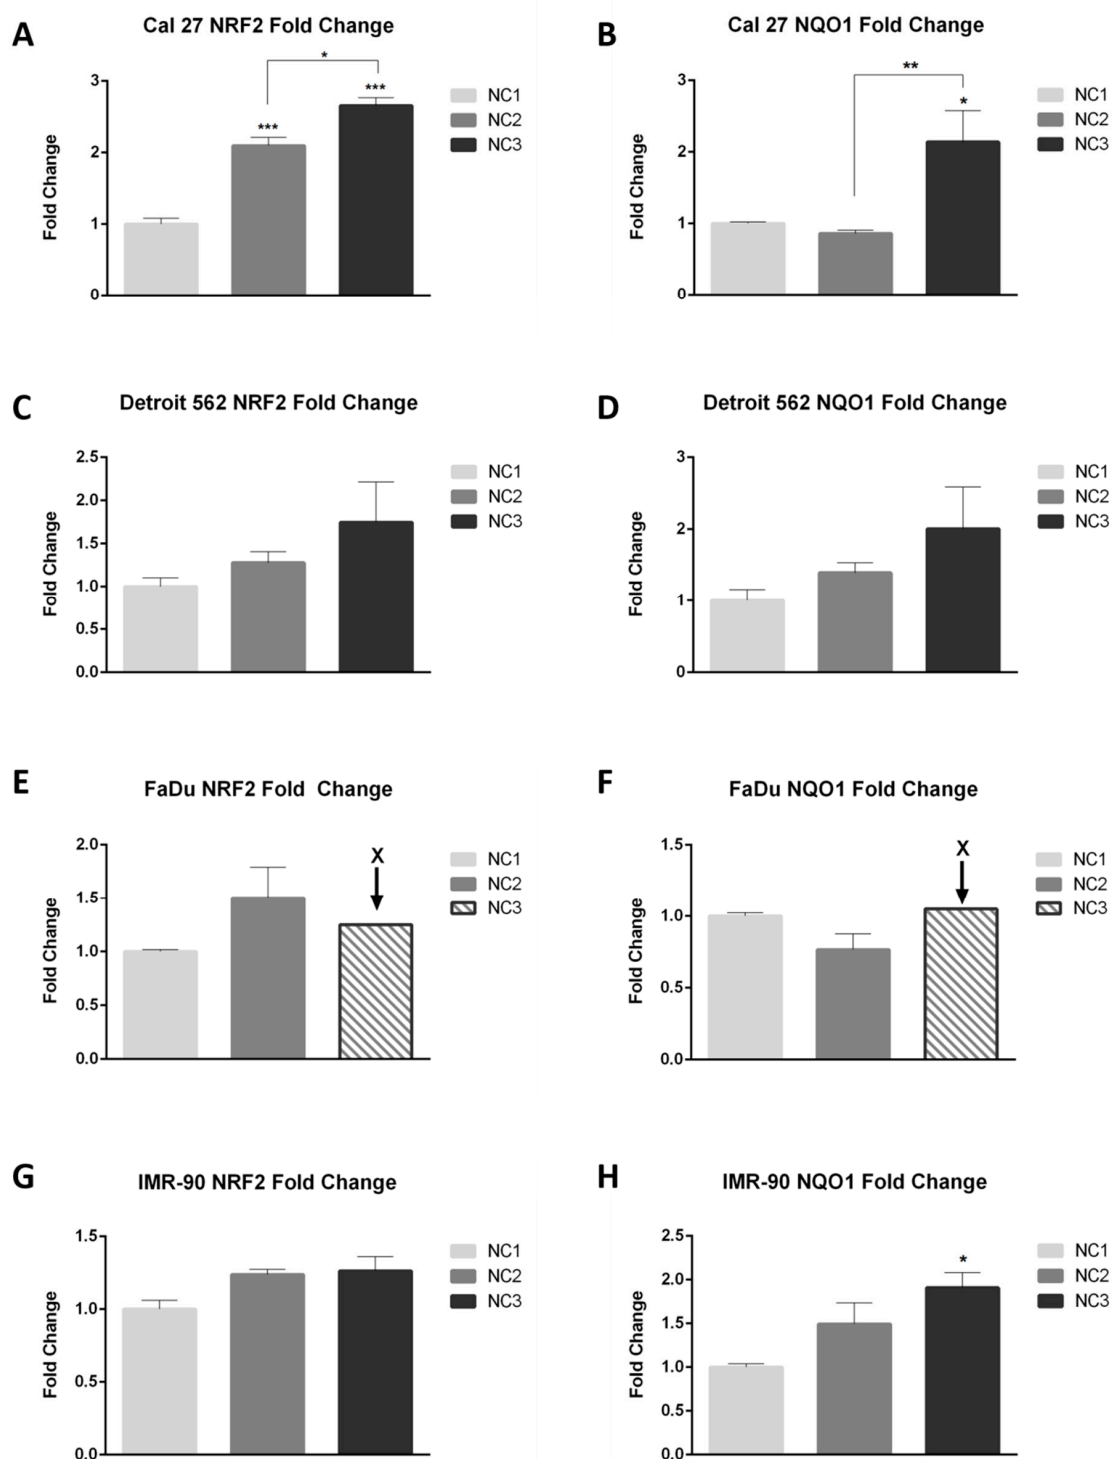 A
Cal 27 NRF2 Fold Change
*
***
***
3
2
1
0
Fold Change
NC1
NC2
NC3
B
Cal 27 NQO1 Fold Change
**
*
3
2
1
0
Fold Change
NC1
NC2
NC3
C
Detroit 562 NRF2 Fold Change
2.5
2.0
1.5
1.0
0.5
0.0
Fold Change
NC1
NC2
NC3
D
Detroit 562 NQO1 Fold Change
3
2
1
0
Fold Change
NC1
NC2
NC3
E
FaDu NRF2 Fold Change
X
2.0
1.5
1.0
0.5
0.0
Fold Change
NC1
NC2
NC3
F
FaDu NQO1 Fold Change
X
1.5
1.0
0.5
0.0
Fold Change
NC1
NC2
NC3
G
IMR-90 NRF2 Fold Change
1.5
1.0
0.5
0.0
Fold Change
NC1
NC2
NC3
H
IMR-90 NQO1 Fold Change
*
2.5
2.0
1.5
1.0
0.5
0.0
Fold Change
NC1
NC2
NC3